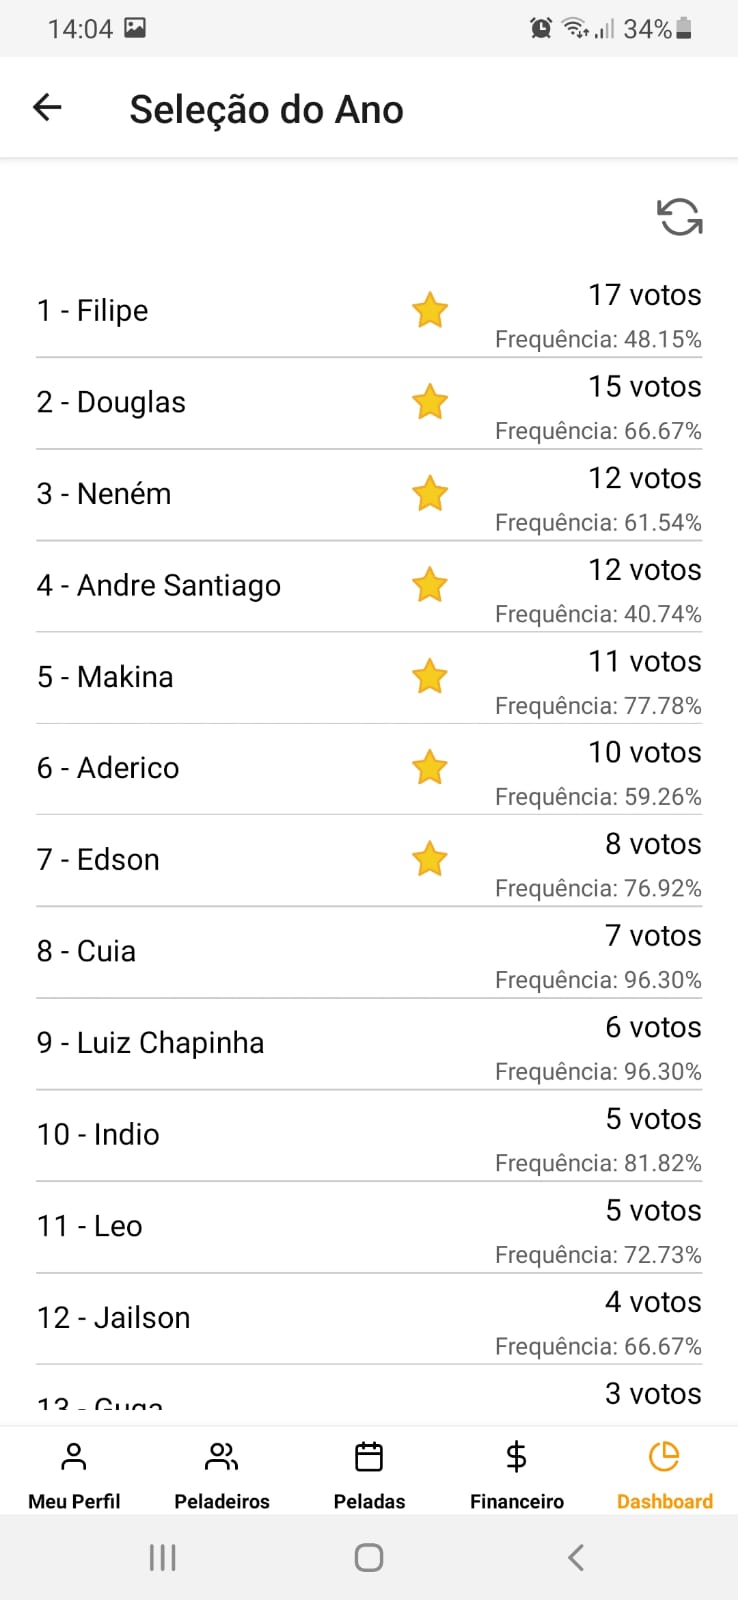 14:04
34%
Seleção do Ano
1 - Filipe
17 votos
Frequência: 48.15%
2 - Douglas
15 votos
Frequência: 66.67%
3 - Neném
12 votos
Frequência: 61.54%
4 - Andre Santiago
12 votos
Frequência: 40.74%
5 - Makina
11 votos
Frequência: 77.78%
6 - Aderico
10 votos
Frequência: 59.26%
7 - Edson
8 votos
Frequência: 76.92%
8 - Cuia
7 votos
Frequência: 96.30%
9 - Luiz Chapinha
6 votos
Frequência: 96.30%
10 - Indio
5 votos
Frequência: 81.82%
11 - Leo
5 votos
Frequência: 72.73%
12 - Jailson
4 votos
Frequência: 66.67%
13 - Guga
3 votos
Meu Perfil
Peladeiros
Peladas
Financeiro
Dashboard